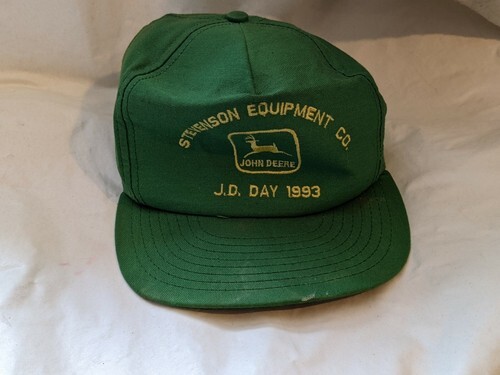 STEVENSON EQUIPMENT CO.
JOHN DEERE
J.D. DAY 1993